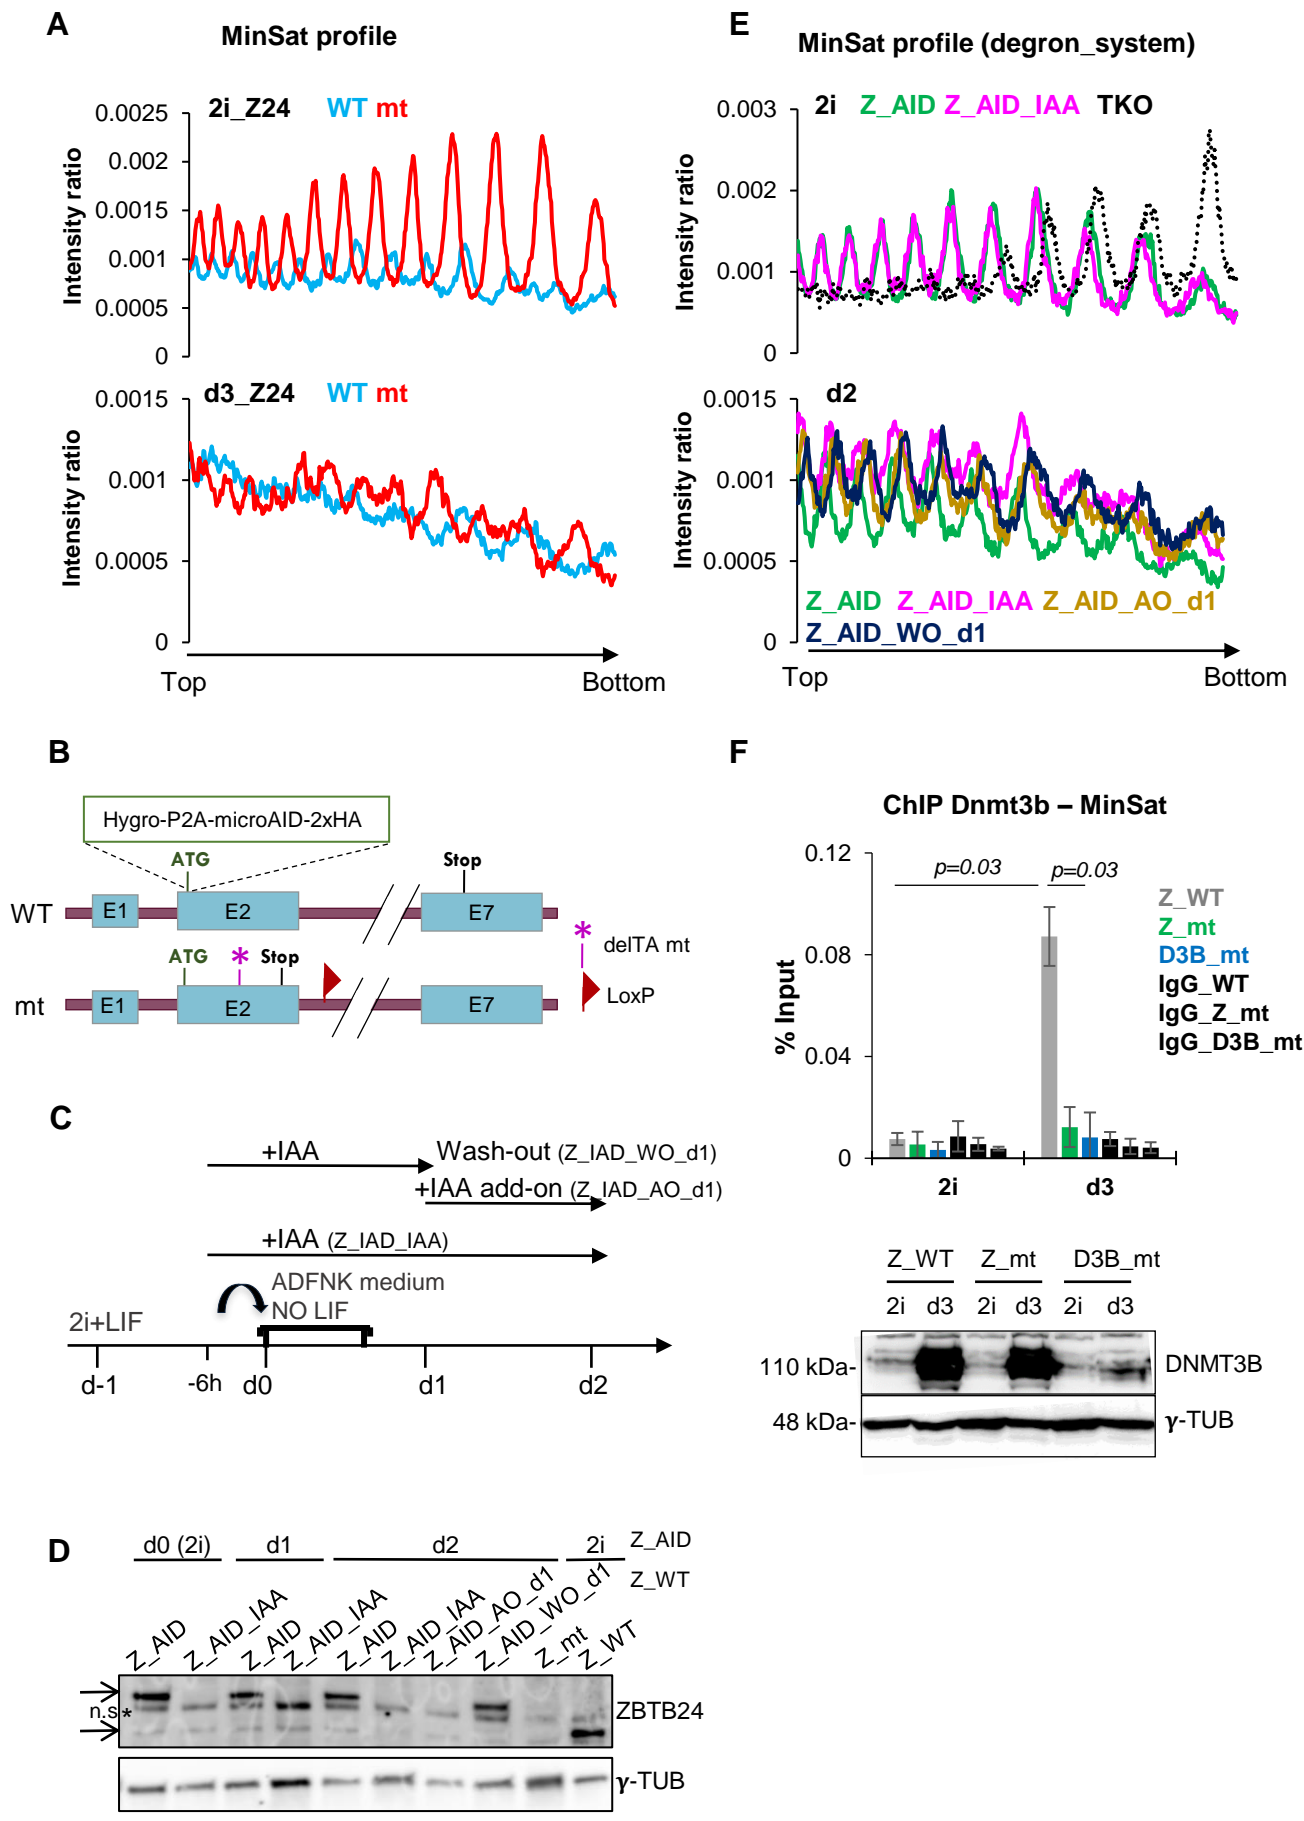 A
MinSat profile
2i_Z24 WT mt
0.0025
0.002
0.0015
0.001
0.0005
0
Intensity ratio
d3_Z24 WT mt
0.0015
0.001
0.0005
0
Intensity ratio
Top Bottom
E
MinSat profile (degron_system)
2i Z_AID Z_AID_IAA TKO
0.003
0.002
0.001
0
Intensity ratio
d2
0.0015
0.001
0.0005
0
Intensity ratio
Z_AID Z_AID_IAA Z_AID_AO_d1
Z_AID_WO_d1
Top Bottom
B
Hygro-P2A-microAID-2xHA
ATG Stop
WT E1 E2 E7
* delTA mt
ATG * Stop
LoxP
mt E1 E2 E7
F
ChIP Dnmt3b – MinSat
0.12
0.08
0.04
0
% Input
p=0.03 p=0.03
Z_WT
Z_mt
D3B_mt
IgG_WT
IgG_Z_mt
IgG_D3B_mt
2i d3
Z_WT Z_mt D3B_mt
2i d3 2i d3 2i d3
110 kDa- DNMT3B
48 kDa- γ-TUB
C
+IAA Wash-out (Z_IAD_WO_d1)
+IAA add-on (Z_IAD_AO_d1)
+IAA (Z_IAD_IAA)
ADFNK medium
NO LIF
2i+LIF
d-1 -6h d0 d1 d2
D
d0 (2i) d1 d2 2i Z_AID
Z_WT
Z_AID
Z_AID_IAA
Z_AID
Z_AID_IAA
Z_AID
Z_AID_IAA
Z_AID_AO_d1
Z_AID_WO_d1
Z_mt
Z_WT
n.s * ZBTB24
γ-TUB